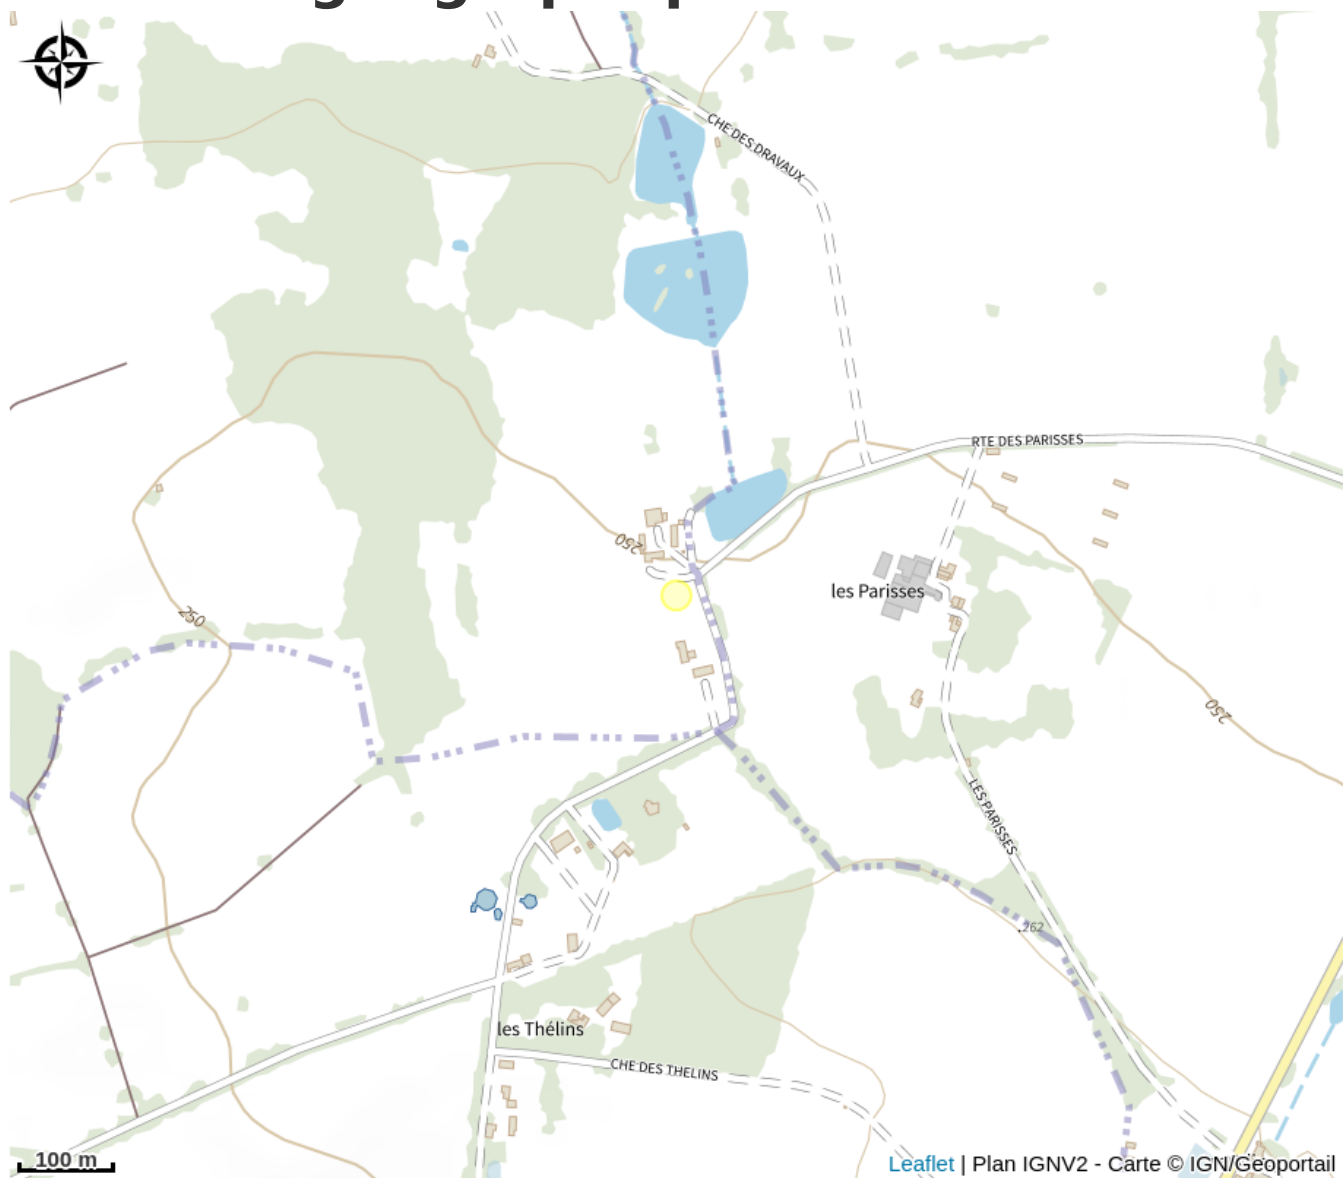 CHE DES DRAVAUX
RTE DES PARISSES
250
les Parisses
250
250
LES PARISSES
.262
les Thélins
CHE DES THELINS
100 m
Leaflet | Plan IGNV2 - Carte © IGN/Geoportail